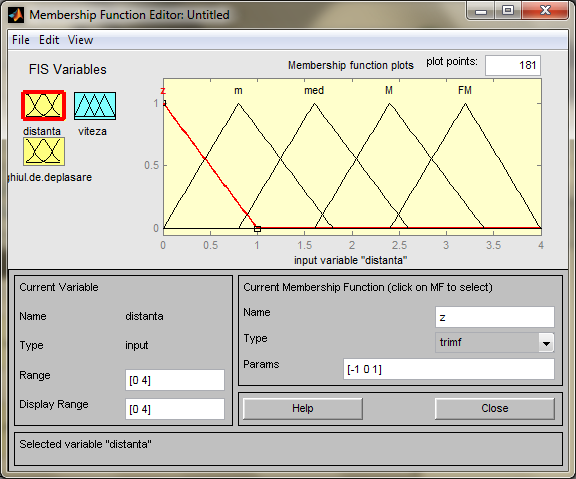 Membership Function Editor: Untitled
File Edit View
FIS Variables
distanta
viteza
ghiul.de.deplasare
Membership function plots
plot points:
181
z
m
med
M
FM
1
0.5
0
0 0.5 1 1.5 2 2.5 3 3.5 4
input variable "distanta"
Current Variable
Name distanta
Type input
Range [0 4]
Display Range [0 4]
Current Membership Function (click on MF to select)
Name z
Type trimf
Params [-1 0 1]
Help Close
Selected variable "distanta"